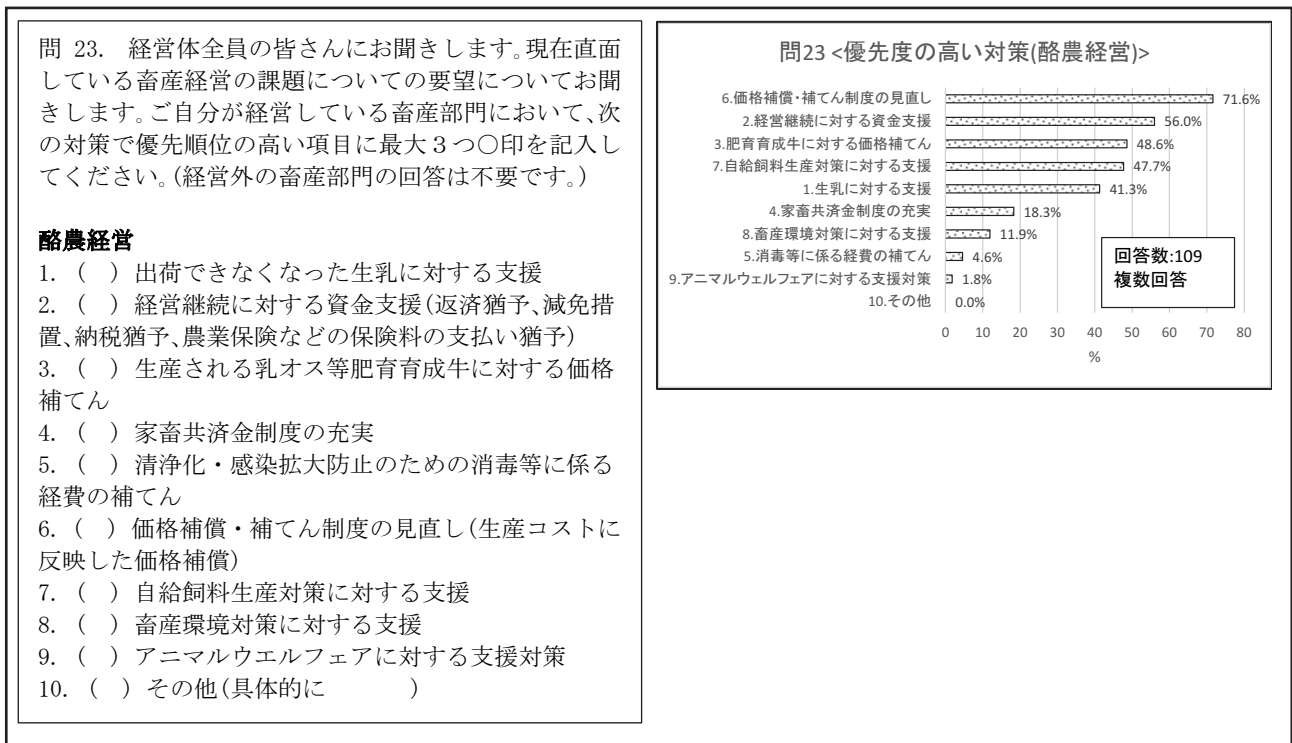 問 23. 経営体全員の皆さんにお聞きします。現在直面
している畜産経営の課題についての要望についてお聞
きします。ご自分が経営している畜産部門において、次
の対策で優先順位の高い項目に最大３つ○印を記入し
てください。(経営外の畜産部門の回答は不要です。)
酪農経営
1. (　) 出荷できなくなった生乳に対する支援
2. (　) 経営継続に対する資金支援(返済猶予、減免措
置、納税猶予、農業保険などの保険料の支払い猶予)
3. (　) 生産される乳オス等肥育育成牛に対する価格
補てん
4. (　) 家畜共済金制度の充実
5. (　) 清浄化・感染拡大防止のための消毒等に係る
経費の補てん
6. (　) 価格補償・補てん制度の見直し(生産コストに
反映した価格補償)
7. (　) 自給飼料生産対策に対する支援
8. (　) 畜産環境対策に対する支援
9. (　) アニマルウエルフェアに対する支援対策
10. (　) その他(具体的に　　　　)
問23 <優先度の高い対策(酪農経営)>
6.価格補償・補てん制度の見直し 71.6%
2.経営継続に対する資金支援 56.0%
3.肥育育成牛に対する価格補てん 48.6%
7.自給飼料生産対策に対する支援 47.7%
1.生乳に対する支援 41.3%
4.家畜共済金制度の充実 18.3%
8.畜産環境対策に対する支援 11.9%
5.消毒等に係る経費の補てん 4.6%
9.アニマルウェルフェアに対する支援対策 1.8%
10.その他 0.0%
回答数:109
複数回答
0 10 20 30 40 50 60 70 80
%